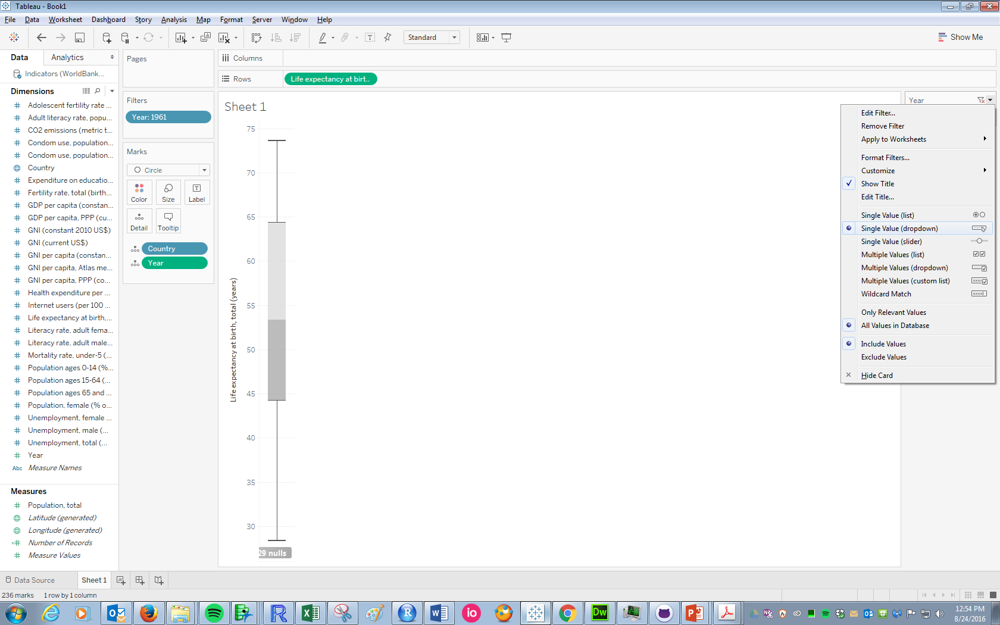 Tableau - Book1
File Data Worksheet Dashboard Story Analysis Map Format Server Window Help
Standard
Show Me
Data Analytics
Indicators (WorldBank...
Dimensions
Adolescent fertility rate ...
Adult literacy rate, popu...
CO2 emissions (metric t...
Condom use, population...
Condom use, population...
Country
Expenditure on educatio...
Fertility rate, total (birth...
GDP per capita (constan...
GDP per capita, PPP (cu...
GNI (constant 2010 US$)
GNI (current US$)
GNI per capita (constan...
GNI per capita, Atlas me...
GNI per capita, PPP (co...
Health expenditure per ...
Internet users (per 100 ...
Life expectancy at birth,...
Literacy rate, adult fema...
Literacy rate, adult male...
Mortality rate, under-5 (...
Population ages 0-14 (%...
Population ages 15-64 (...
Population ages 65 and ...
Population, female (% o...
Unemployment, female ...
Unemployment, male (...
Unemployment, total (...
Year
Abc Measure Names
Measures
Population, total
Latitude (generated)
Longitude (generated)
Number of Records
Measure Values
Pages
Filters
Year: 1961
Marks
Circle
Color Size Label
Detail Tooltip
Country
Year
Columns
Rows Life expectancy at birt..
Sheet 1
Life expectancy at birth, total (years)
75
70
65
60
55
50
45
40
35
30
29 nulls
Year
Edit Filter...
Remove Filter
Apply to Worksheets
Format Filters...
Customize
Show Title
Edit Title...
Single Value (list)
Single Value (dropdown)
Single Value (slider)
Multiple Values (list)
Multiple Values (dropdown)
Multiple Values (custom list)
Wildcard Match
Only Relevant Values
All Values in Database
Include Values
Exclude Values
Hide Card
Data Source Sheet 1
236 marks 1 row by 1 column
12:54 PM
8/24/2016